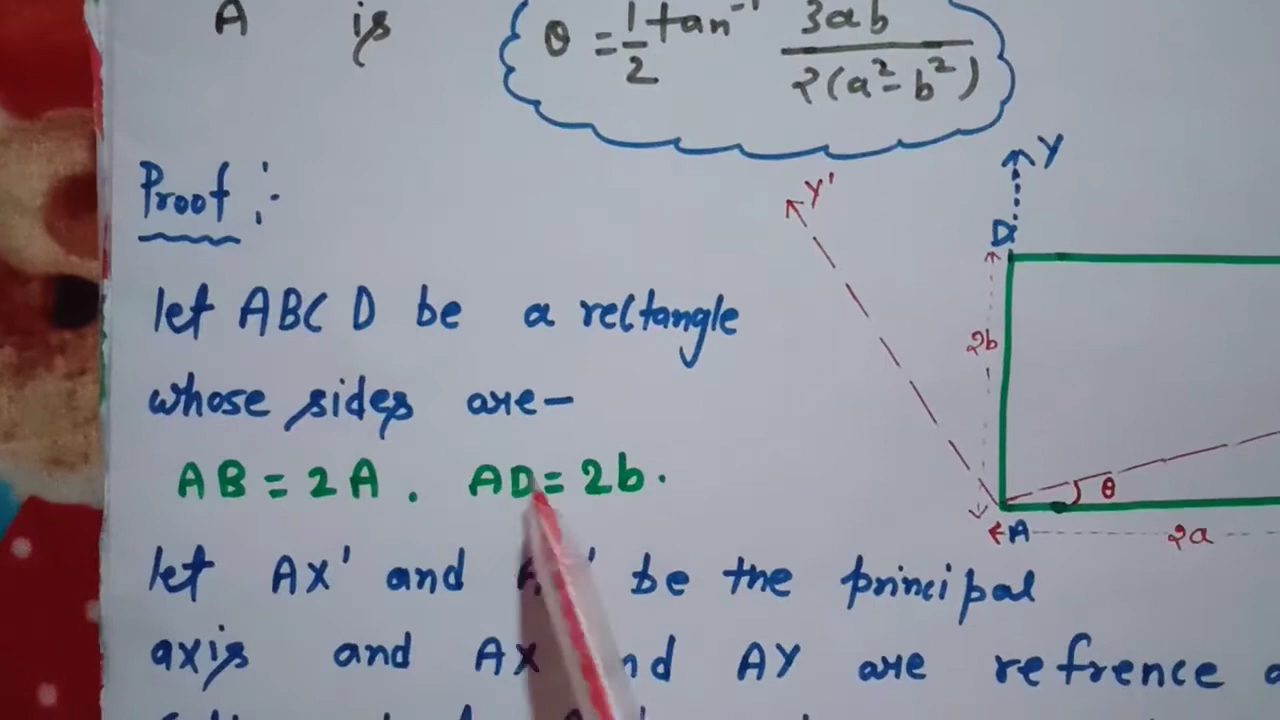 A is θ = 1/2 tan⁻¹ 3ab / 2(a² - b²)
Proof :-
let ABCD be a rectangle
whose sides are-
AB = 2A. AD = 2b.
let AX' and ' be the principal
axis and AX nd AY are refrence
Y
Y'
D
2b
θ
A
2a